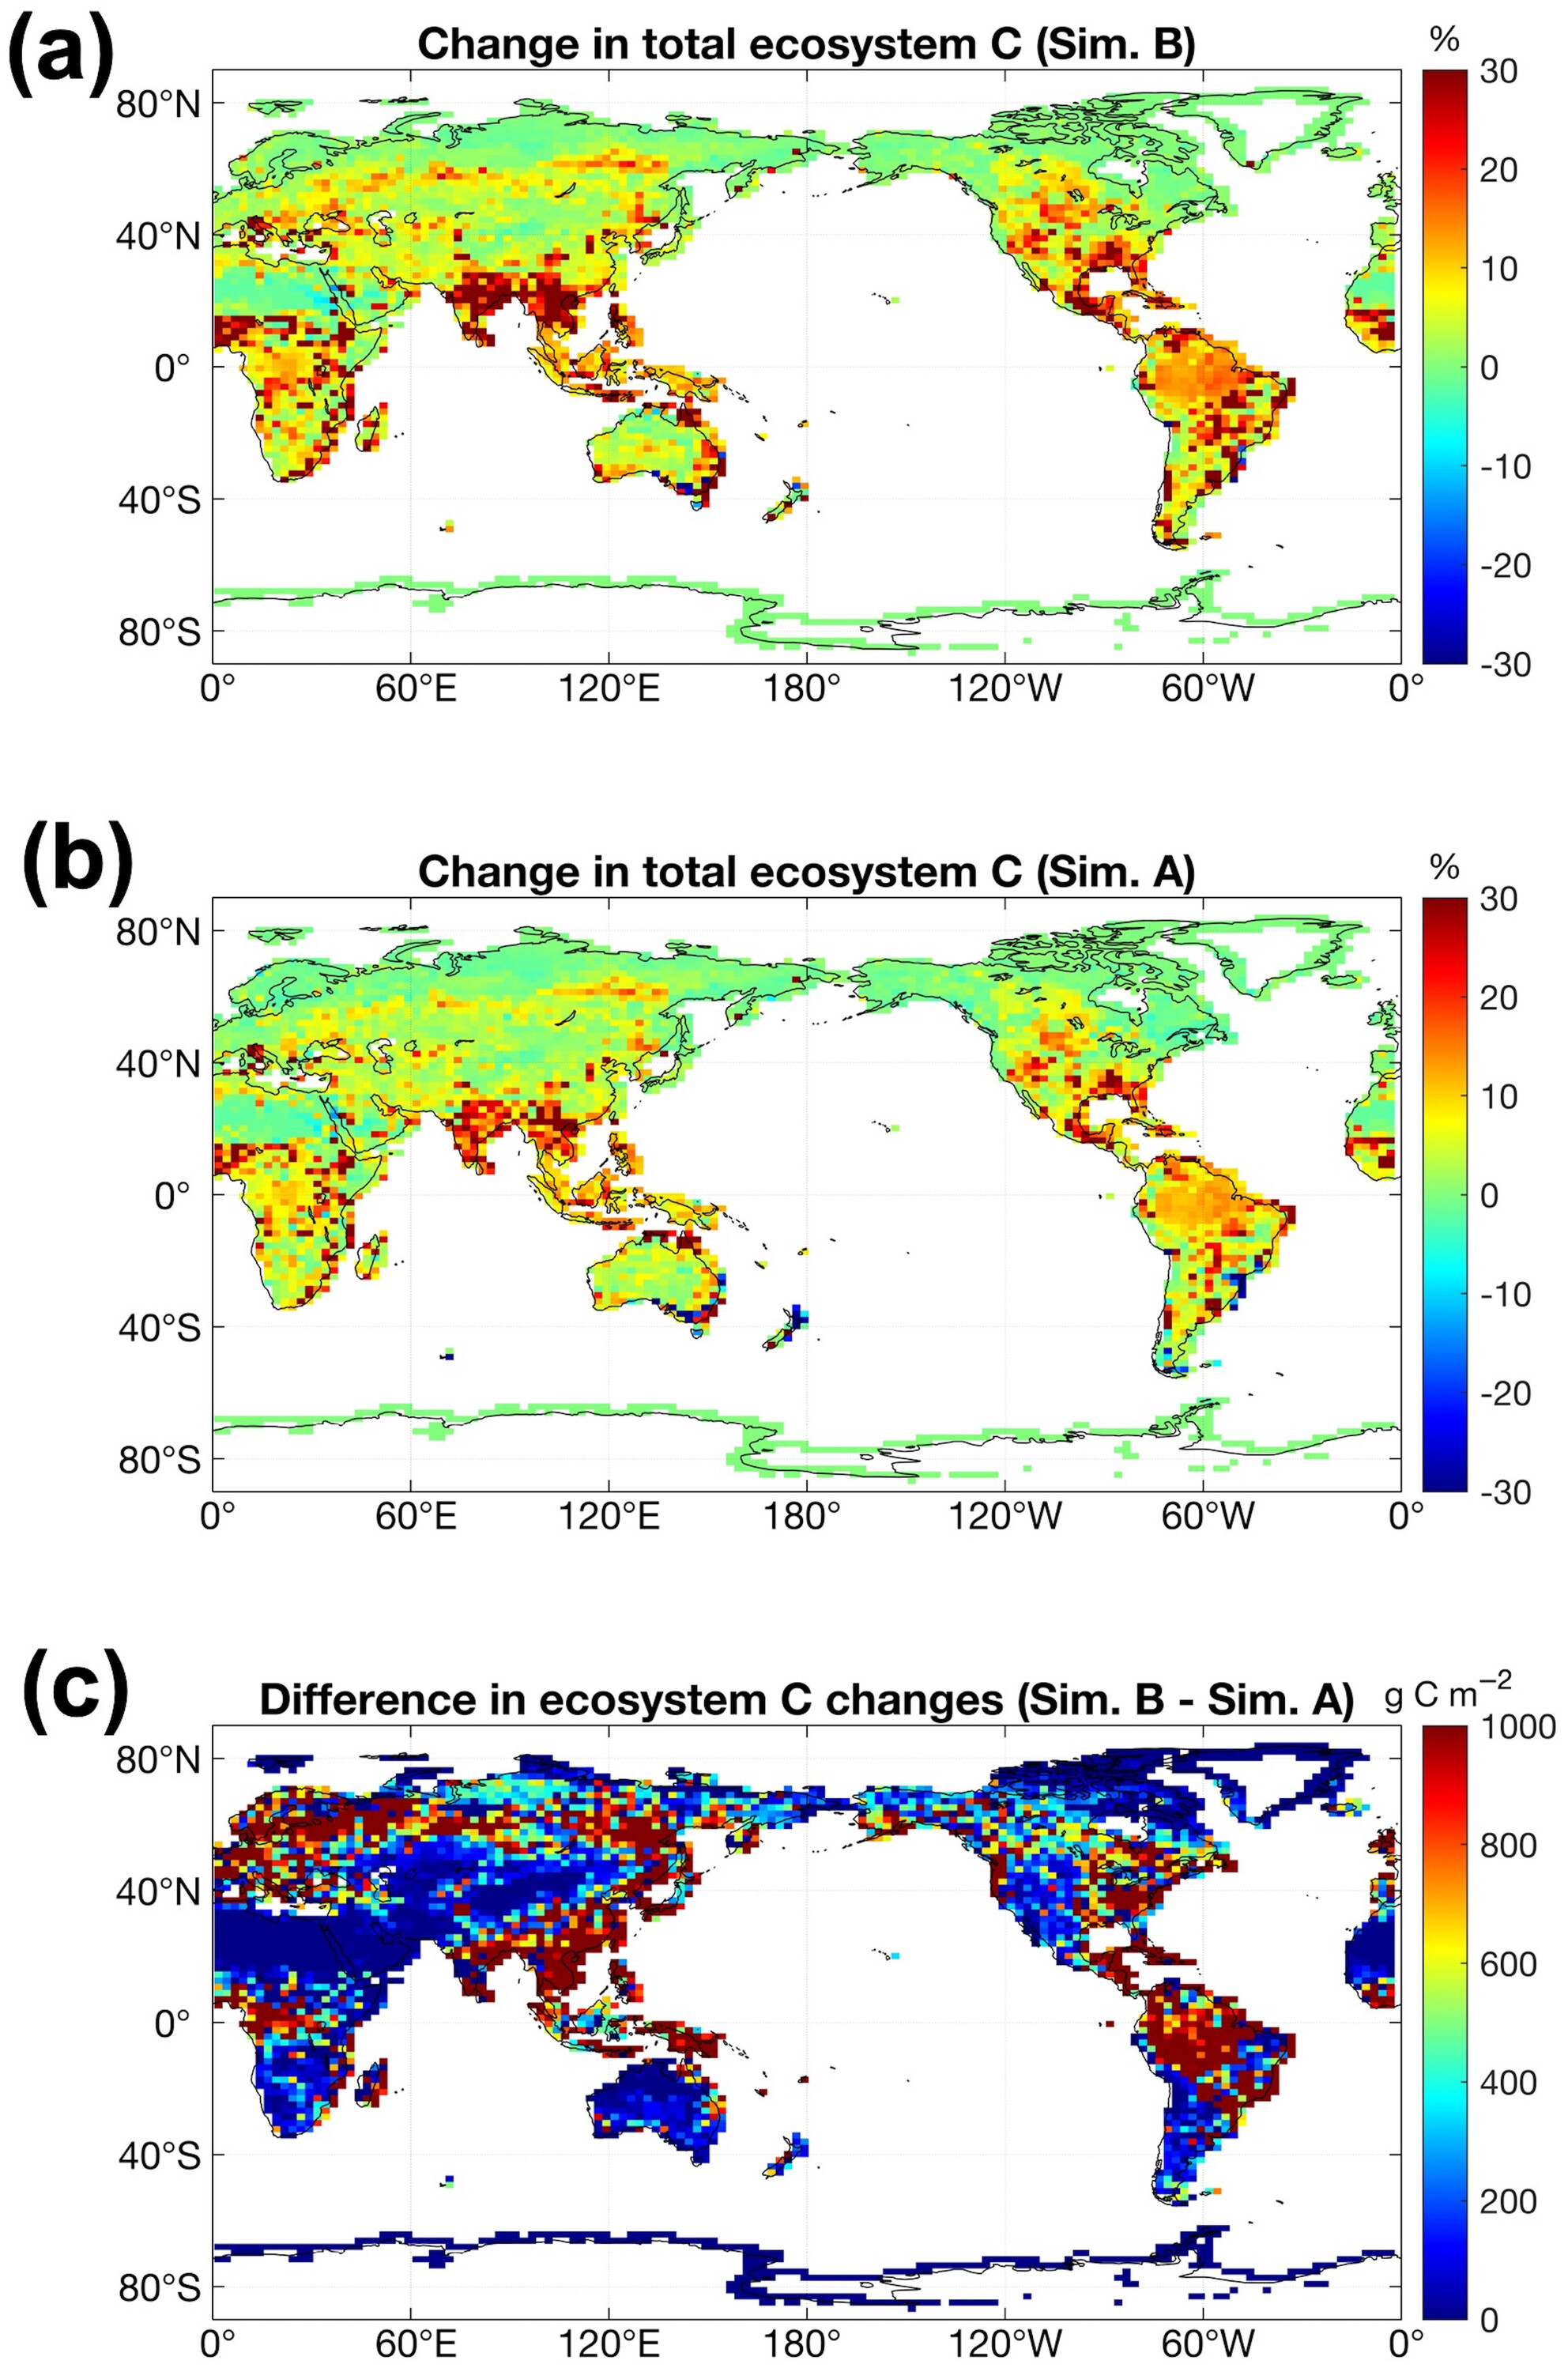 (a)
Change in total ecosystem C (Sim. B)
%
80°N
40°N
0°
40°S
80°S
0°
60°E
120°E
180°
120°W
60°W
0°
30
20
10
0
-10
-20
-30
(b)
Change in total ecosystem C (Sim. A)
%
80°N
40°N
0°
40°S
80°S
0°
60°E
120°E
180°
120°W
60°W
0°
30
20
10
0
-10
-20
-30
(c)
Difference in ecosystem C changes (Sim. B - Sim. A)
g C m⁻²
80°N
40°N
0°
40°S
80°S
0°
60°E
120°E
180°
120°W
60°W
0°
1000
800
600
400
200
0